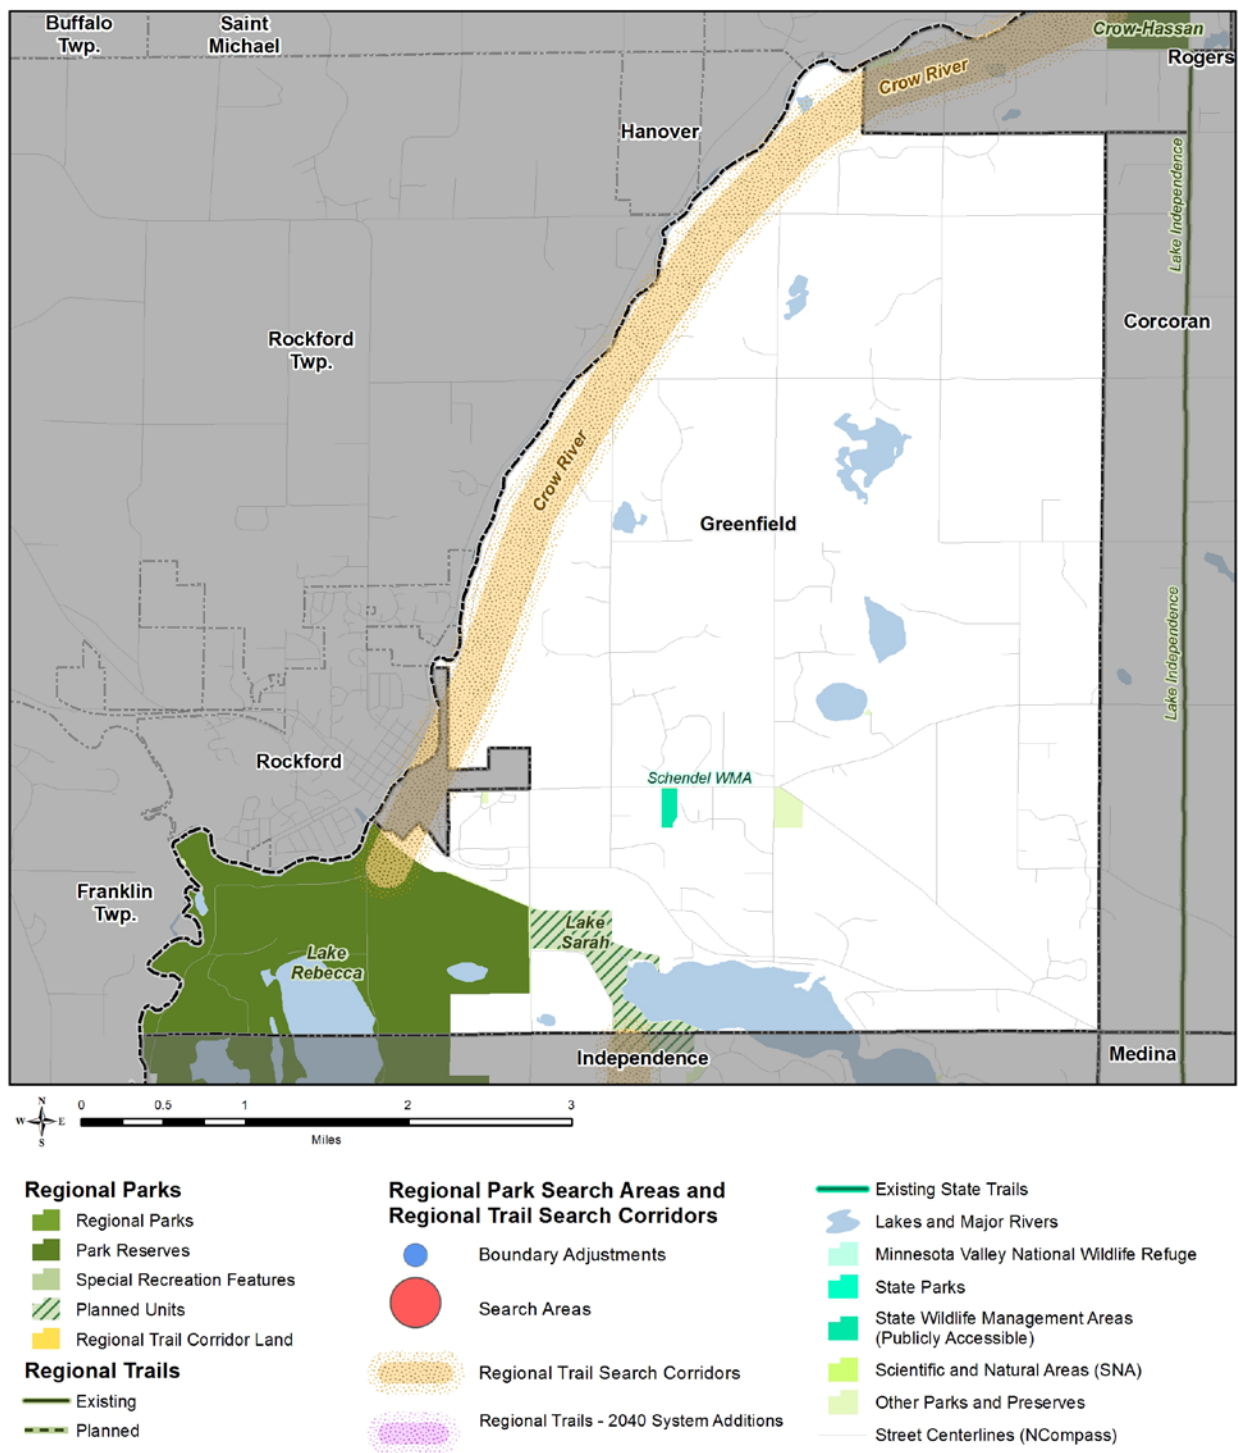 Buffalo
Twp.
Saint
Michael
Crow-Hassan
Rogers
Crow River
Hanover
Lake Independence
Rockford
Twp.
Corcoran
Crow River
Greenfield
Lake Independence
Rockford
Schendel WMA
Franklin
Twp.
Lake
Sarah
Lake
Rebecca
Independence
Medina
N
W E
S
0 0.5 1 2 3
Miles
Regional Parks
Regional Parks
Park Reserves
Special Recreation Features
Planned Units
Regional Trail Corridor Land
Regional Trails
Existing
Planned
Regional Park Search Areas and
Regional Trail Search Corridors
Boundary Adjustments
Search Areas
Regional Trail Search Corridors
Regional Trails - 2040 System Additions
Existing State Trails
Lakes and Major Rivers
Minnesota Valley National Wildlife Refuge
State Parks
State Wildlife Management Areas
(Publicly Accessible)
Scientific and Natural Areas (SNA)
Other Parks and Preserves
Street Centerlines (NCompass)